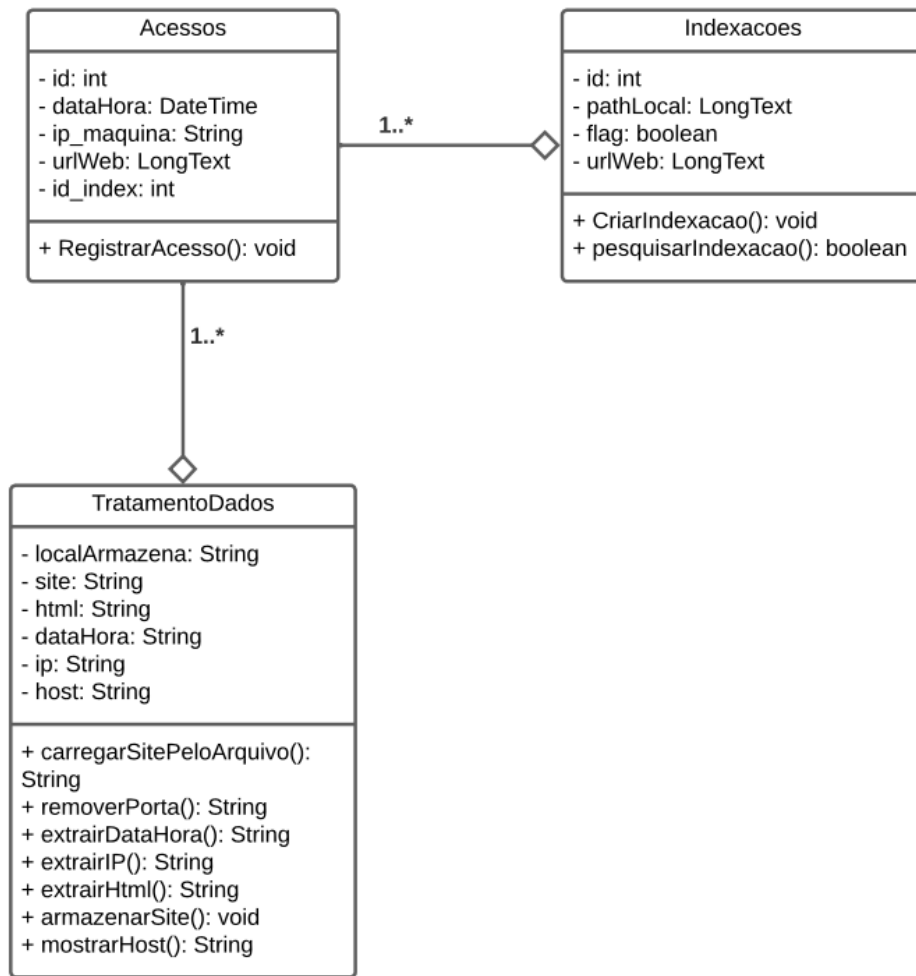 Acessos
- id: int
- dataHora: DateTime
- ip_maquina: String
- urlWeb: LongText
- id_index: int
+ RegistrarAcesso(): void
1..*
Indexacoes
- id: int
- pathLocal: LongText
- flag: boolean
- urlWeb: LongText
+ CriarIndexacao(): void
+ pesquisarIndexacao(): boolean
1..*
TratamentoDados
- localArmazena: String
- site: String
- html: String
- dataHora: String
- ip: String
- host: String
+ carregarSitePeloArquivo():
String
+ removerPorta(): String
+ extrairDataHora(): String
+ extrairIP(): String
+ extrairHtml(): String
+ armazenarSite(): void
+ mostrarHost(): String